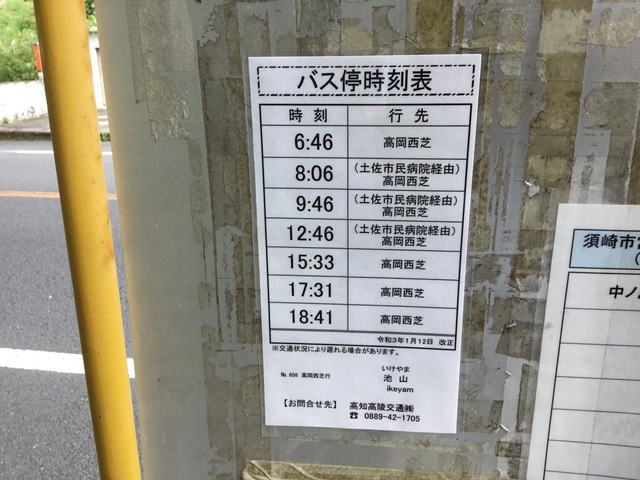 バス停時刻表
時刻 行先
6:46 高岡西芝
8:06 (土佐市民病院経由)
高岡西芝
9:46 (土佐市民病院経由)
高岡西芝
12:46 (土佐市民病院経由)
高岡西芝
15:33 高岡西芝
17:31 高岡西芝
18:41 高岡西芝
令和3年1月12日 改正
※交通状況により遅れる場合があります。
№ 608 高岡西芝行
いけやま
池山
ikeyam
【お問合せ先】 高知高陵交通㈱
☎ 0889-42-1705
須崎市
(
中ノ